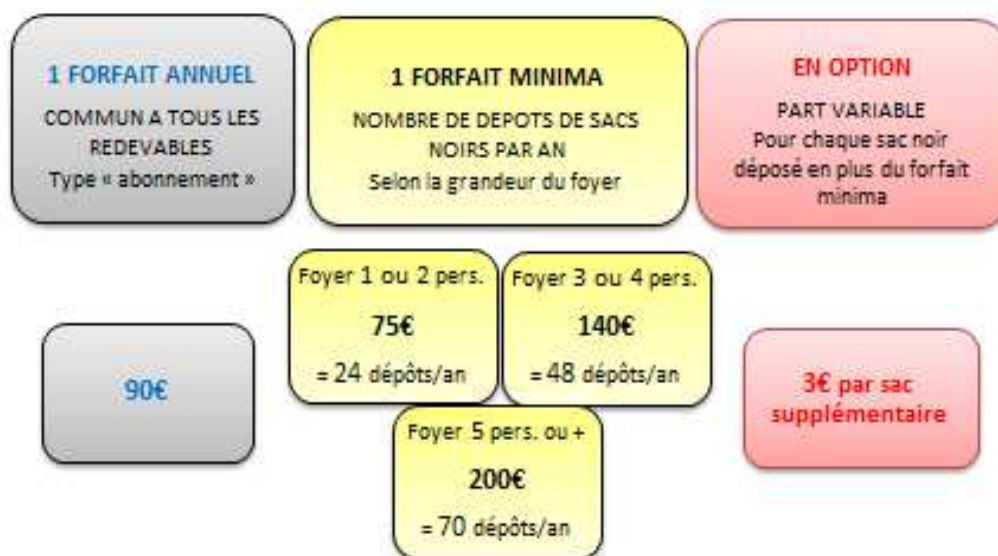 1 FORFAIT ANNUEL
COMMUN A TOUS LES
REDEVABLES
Type « abonnement »
1 FORFAIT MINIMA
NOMBRE DE DEPOTS DE SACS
NOIRS PAR AN
Selon la grandeur du foyer
EN OPTION
PART VARIABLE
Pour chaque sac noir
déposé en plus du forfait
minima
90€
Foyer 1 ou 2 pers.
75€
= 24 dépôts/an
Foyer 3 ou 4 pers.
140€
= 48 dépôts/an
Foyer 5 pers. ou +
200€
= 70 dépôts/an
3€ par sac
supplémentaire